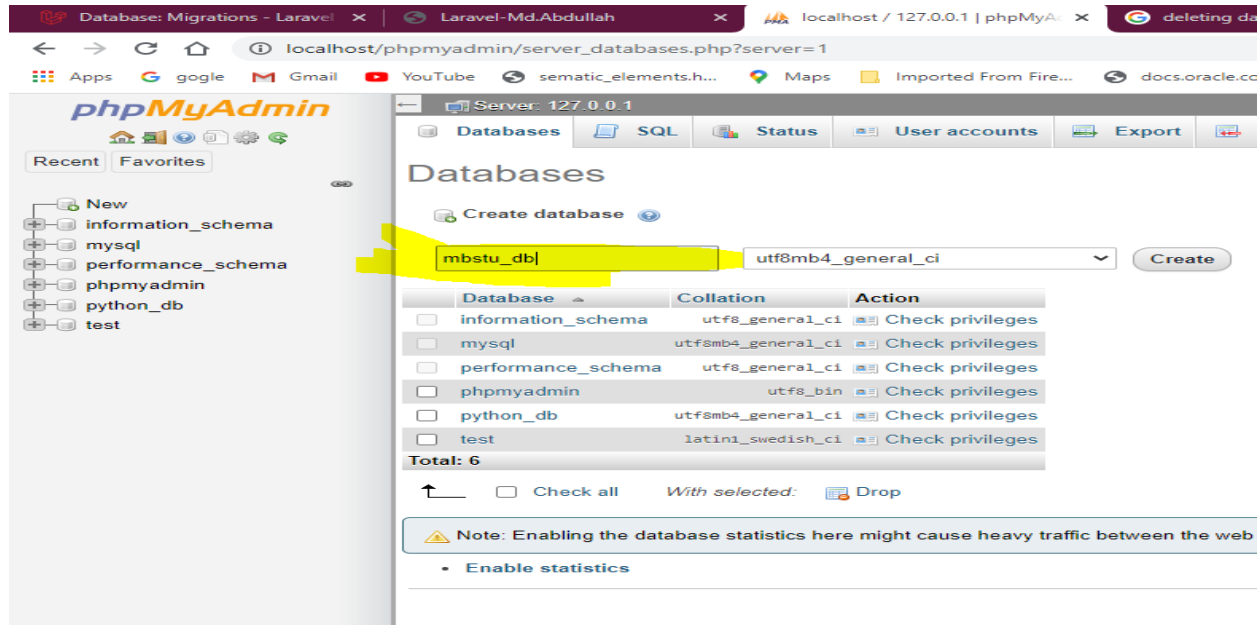 Database: Migrations - Laravel
Laravel-Md.Abdullah
localhost / 127.0.0.1 | phpMyA
deleting da
localhost/phpmyadmin/server_databases.php?server=1
Apps gogle Gmail YouTube sematic_elements.h... Maps Imported From Fire... docs.oracle.co
phpMyAdmin
Recent Favorites
New
information_schema
mysql
performance_schema
phpmyadmin
python_db
test
Server: 127.0.0.1
Databases SQL Status User accounts Export
Databases
Create database
mbstu_db utf8mb4_general_ci Create
Database Collation Action
information_schema utf8_general_ci Check privileges
mysql utf8mb4_general_ci Check privileges
performance_schema utf8_general_ci Check privileges
phpmyadmin utf8_bin Check privileges
python_db utf8mb4_general_ci Check privileges
test latin1_swedish_ci Check privileges
Total: 6
Check all With selected: Drop
Note: Enabling the database statistics here might cause heavy traffic between the web
Enable statistics